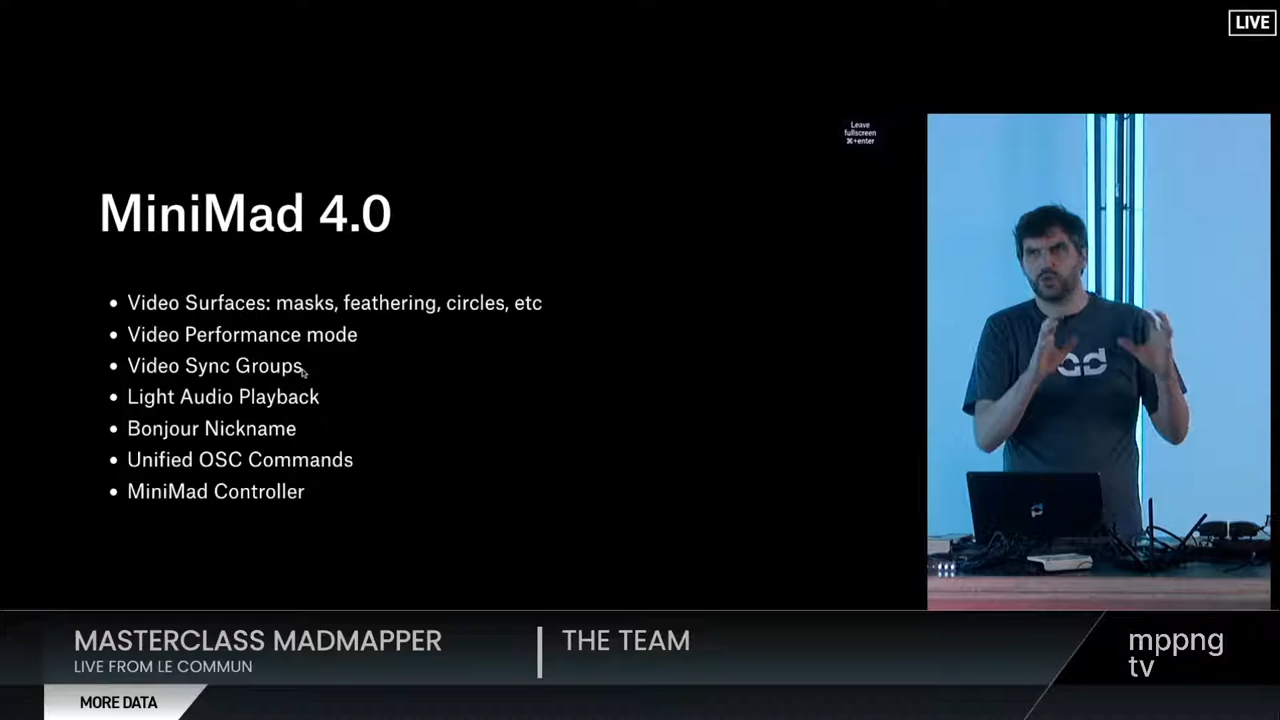 LIVE
Leave
fullscreen
⌘+enter
MiniMad 4.0
• Video Surfaces: masks, feathering, circles, etc
• Video Performance mode
• Video Sync Groups
• Light Audio Playback
• Bonjour Nickname
• Unified OSC Commands
• MiniMad Controller
MASTERCLASS MADMAPPER
LIVE FROM LE COMMUN
THE TEAM
mppng
tv
MORE DATA